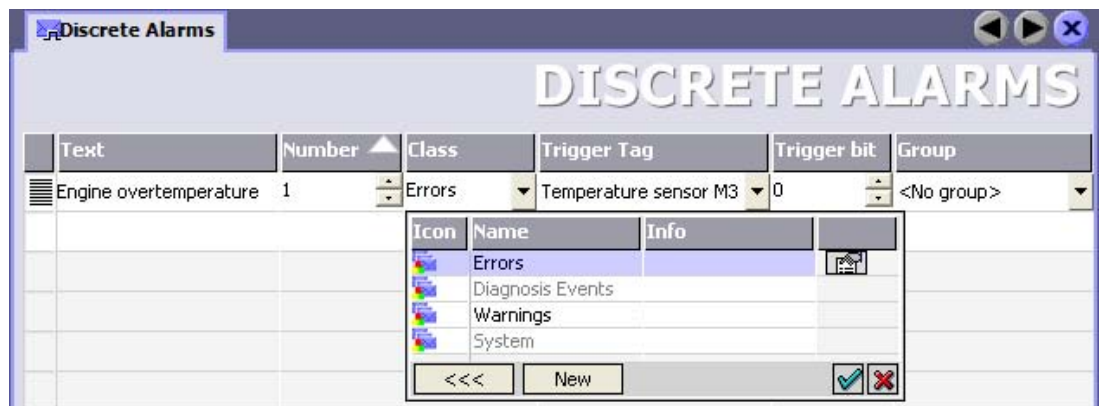 Discrete Alarms
DISCRETE ALARMS
Text Number Class Trigger Tag Trigger bit Group
Engine overtemperature 1 Errors Temperature sensor M3 0 <No group>
Icon Name Info
Errors
Diagnosis Events
Warnings
System
<<< New